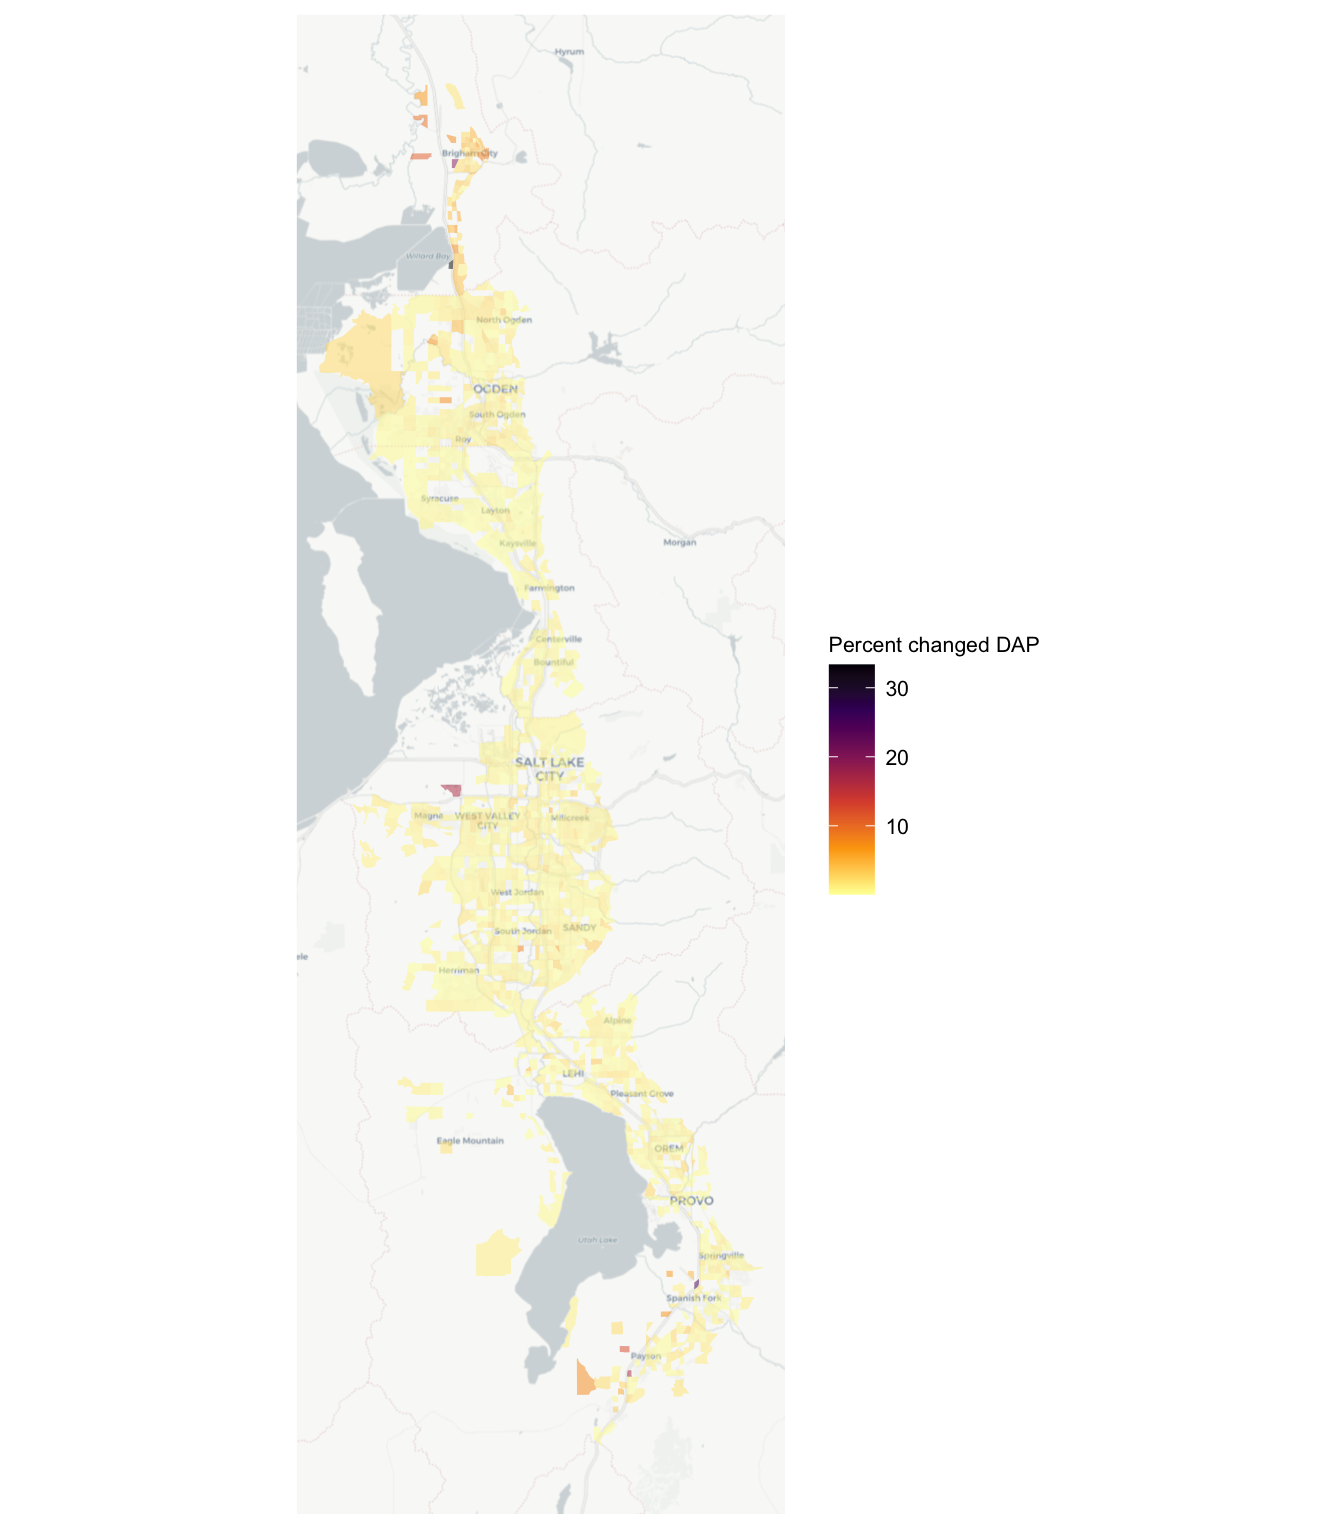 Hyrum
Brigham City
Willard Bay
North Ogden
OGDEN
South Ogden
Roy
Syracuse
Layton
Kaysville
Morgan
Farmington
Centerville
Bountiful
SALT LAKE
CITY
Magna
WEST VALLEY
CITY
Millcreek
West Jordan
South Jordan
SANDY
ele
Herriman
Alpine
LEHI
Pleasant Grove
Eagle Mountain
OREM
PROVO
Utah Lake
Springville
Spanish Fork
Payson
Percent changed DAP
30
20
10